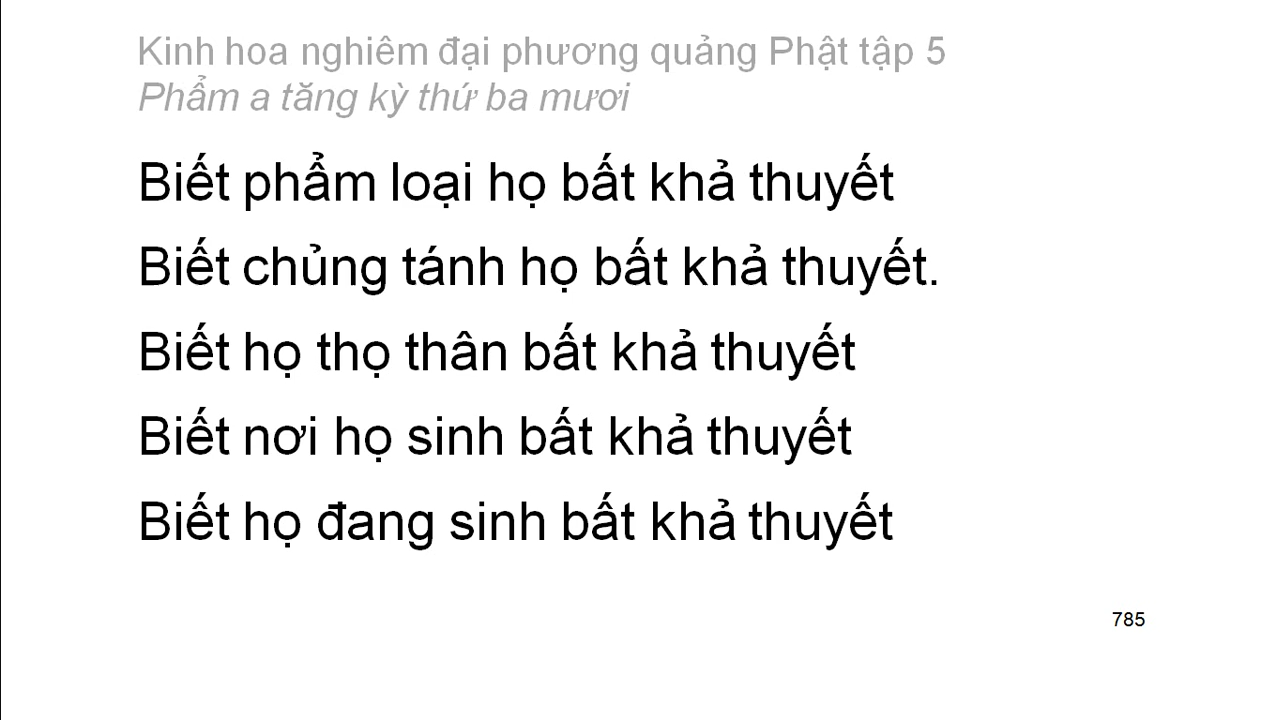 Kinh hoa nghiêm đại phương quảng Phật tập 5
Phẩm a tăng kỳ thứ ba mươi
Biết phẩm loại họ bất khả thuyết
Biết chủng tánh họ bất khả thuyết.
Biết họ thọ thân bất khả thuyết
Biết nơi họ sinh bất khả thuyết
Biết họ đang sinh bất khả thuyết
785